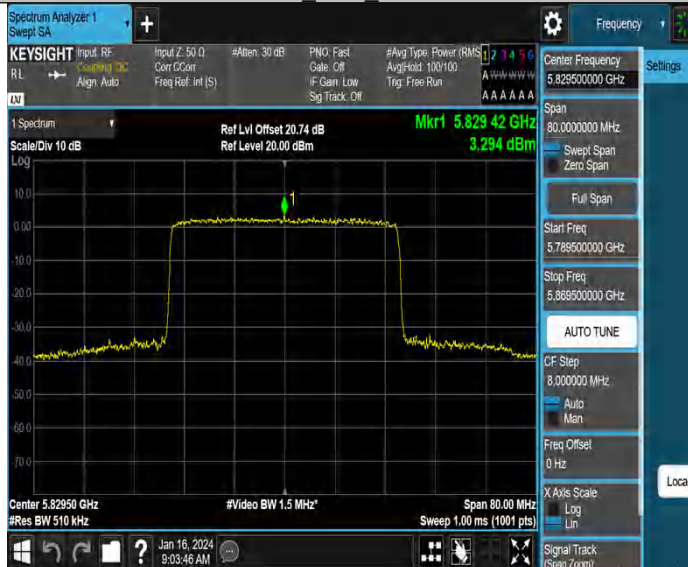 Spectrum Analyzer 1
Swept SA
+
Frequency
KEYSIGHT
RL
LXI
Input: RF
Coupling: DC
Align: Auto
Input Z: 50 Ω
Corr CCorr
Freq Ref: Int (S)
#Atten: 30 dB
PNO: Fast
Gate: Off
IF Gain: Low
Sig Track: Off
#Avg Type: Power (RMS
Avg|Hold: 100/100
Trig: Free Run
1 2 3 4 5 6
A W W W W W
A A A A A A
1 Spectrum
Scale/Div 10 dB
Log
Ref Lvl Offset 20.74 dB
Ref Level 20.00 dBm
Mkr1 5.829 42 GHz
3.294 dBm
1
10.0
0.00
-10.0
-20.0
-30.0
-40.0
-50.0
-60.0
-70.0
Center 5.82950 GHz
#Res BW 510 kHz
#Video BW 1.5 MHz*
Span 80.00 MHz
Sweep 1.00 ms (1001 pts)
?
Jan 16, 2024
9:03:46 AM
Center Frequency
5.829500000 GHz
Settings
Span
80.0000000 MHz
Swept Span
Zero Span
Full Span
Start Freq
5.789500000 GHz
Stop Freq
5.869500000 GHz
AUTO TUNE
CF Step
8.000000 MHz
Auto
Man
Freq Offset
0 Hz
X Axis Scale
Log
Lin
Loca
Signal Track
(Span Zoom)